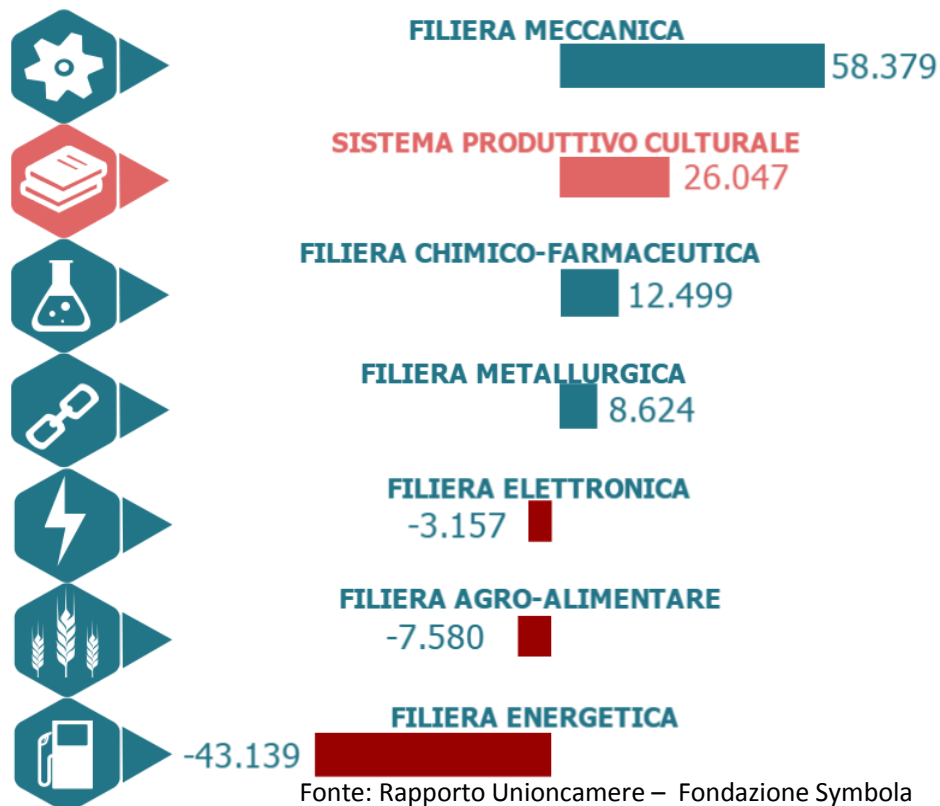 FILIERA MECCANICA
58.379
SISTEMA PRODUTTIVO CULTURALE
26.047
FILIERA CHIMICO-FARMACEUTICA
12.499
FILIERA METALLURGICA
8.624
FILIERA ELETTRONICA
-3.157
FILIERA AGRO-ALIMENTARE
-7.580
FILIERA ENERGETICA
-43.139
Fonte: Rapporto Unioncamere – Fondazione Symbola